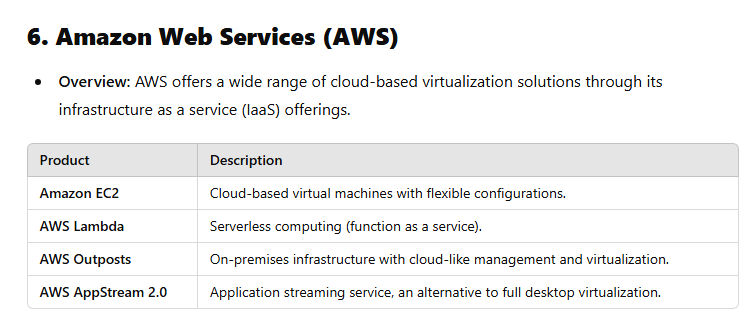 6. Amazon Web Services (AWS)
• Overview: AWS offers a wide range of cloud-based virtualization solutions through its
infrastructure as a service (IaaS) offerings.
Product Description
Amazon EC2 Cloud-based virtual machines with flexible configurations.
AWS Lambda Serverless computing (function as a service).
AWS Outposts On-premises infrastructure with cloud-like management and virtualization.
AWS AppStream 2.0 Application streaming service, an alternative to full desktop virtualization.